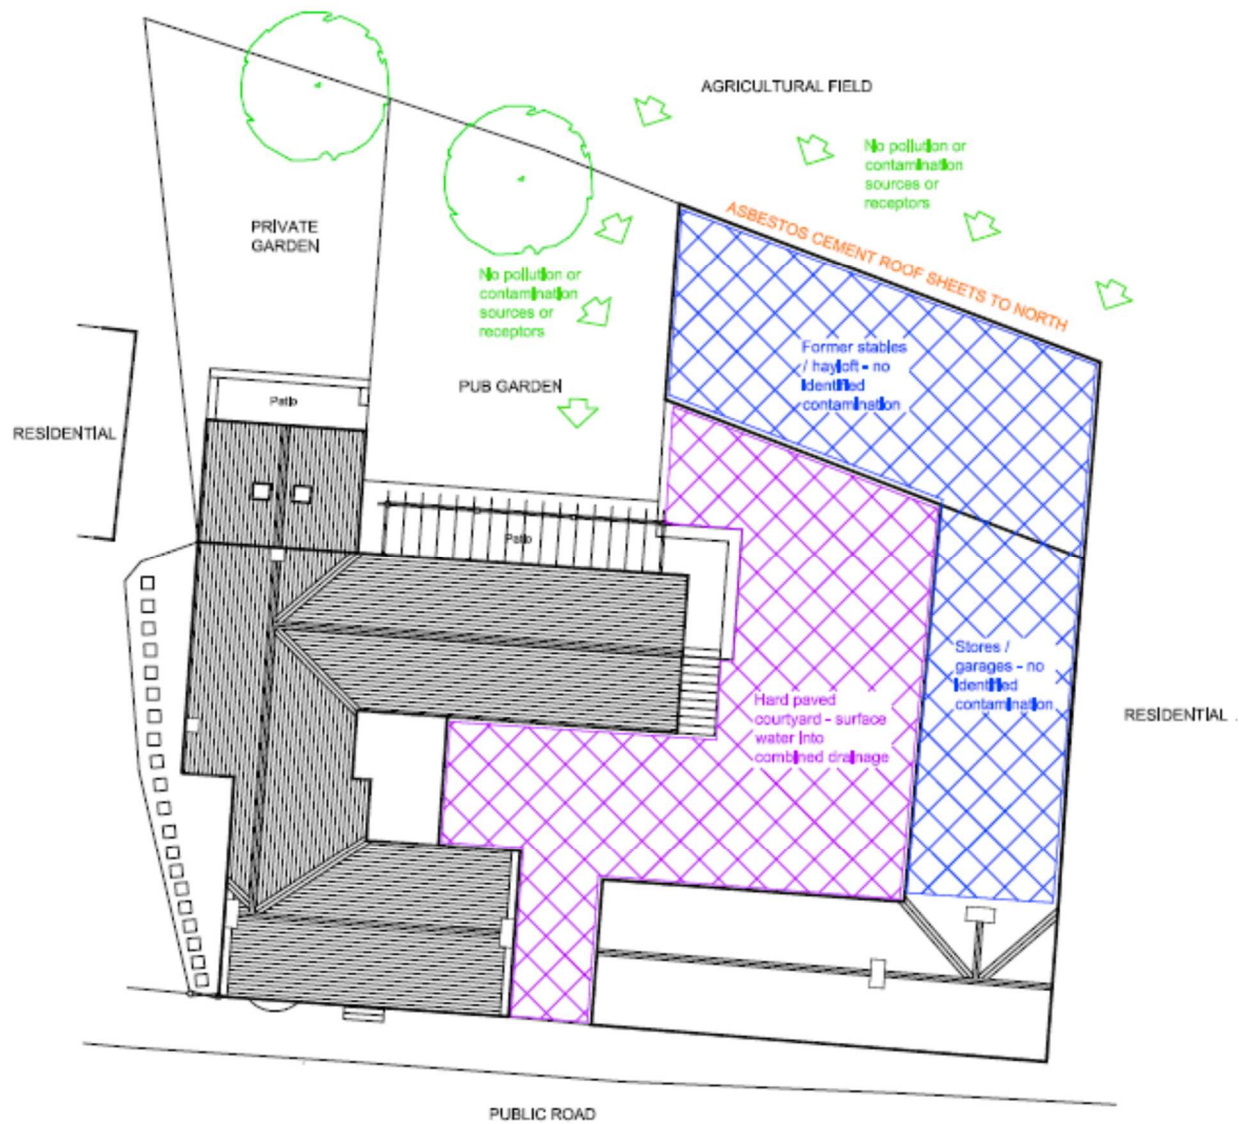 AGRICULTURAL FIELD
No pollution or
contamination
sources or
receptors
ASBESTOS CEMENT ROOF SHEETS TO NORTH
PRIVATE
GARDEN
No pollution or
contamination
sources or
receptors
PUB GARDEN
Former stables
/ hayloft - no
identified
contamination
Patio
RESIDENTIAL
Patio
Stores /
garages - no
identified
contamination
Hard paved
courtyard - surface
water into
combined drainage
RESIDENTIAL .
PUBLIC ROAD